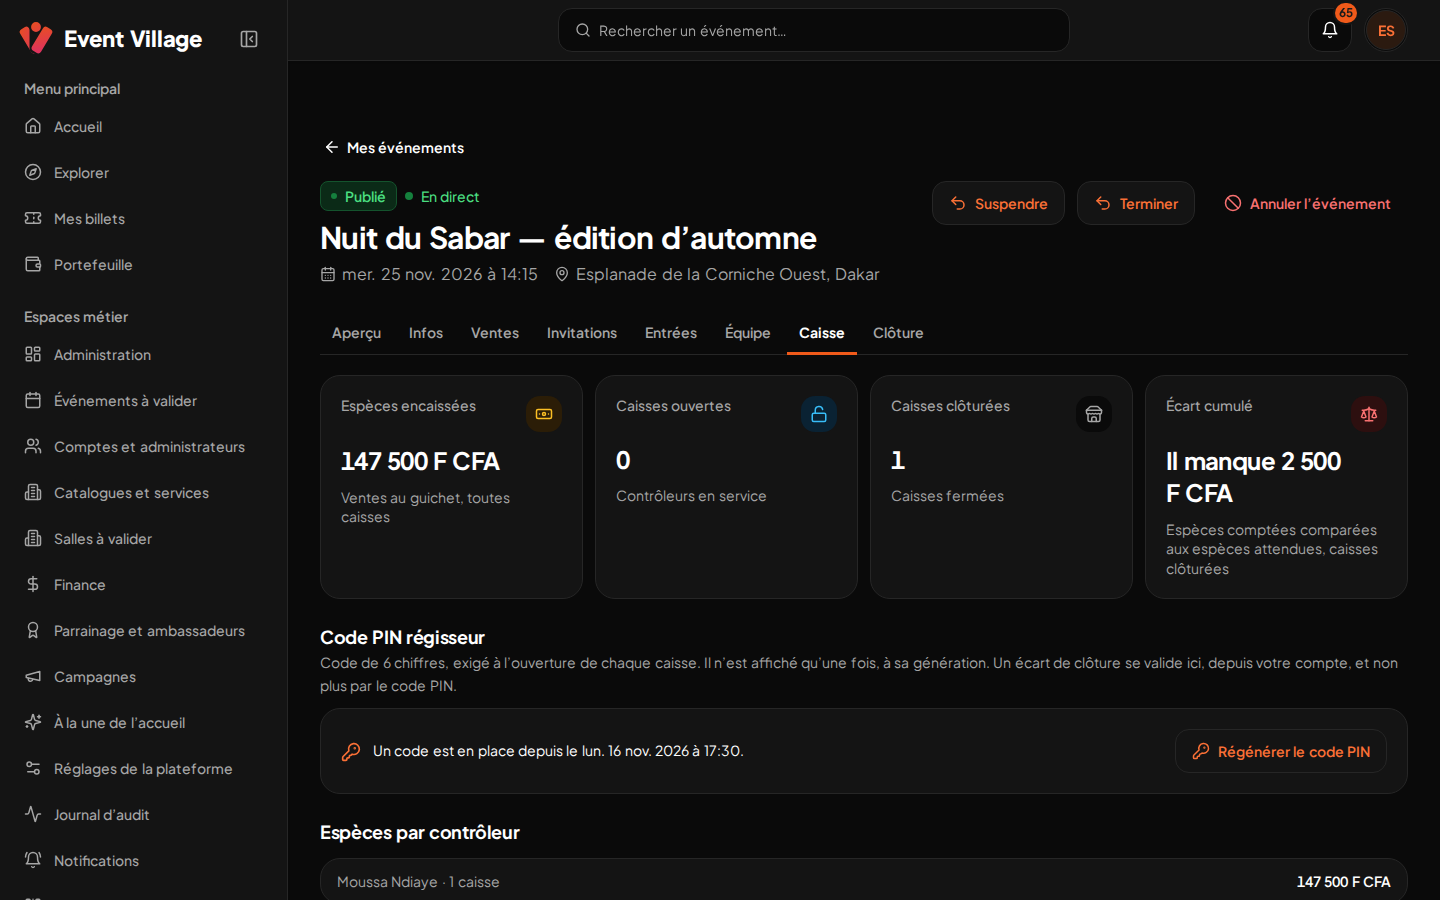 Event Village
Rechercher un événement…
65
ES
Menu principal
Accueil
Explorer
Mes billets
Portefeuille
Espaces métier
Administration
Événements à valider
Comptes et administrateurs
Catalogues et services
Salles à valider
Finance
Parrainage et ambassadeurs
Campagnes
À la une de l’accueil
Réglages de la plateforme
Journal d’audit
Notifications
Mes événements
Publié
En direct
Suspendre
Terminer
Annuler l’événement
Nuit du Sabar — édition d’automne
mer. 25 nov. 2026 à 14:15
Esplanade de la Corniche Ouest, Dakar
Aperçu
Infos
Ventes
Invitations
Entrées
Équipe
Caisse
Clôture
Espèces encaissées
147 500 F CFA
Ventes au guichet, toutes
caisses
Caisses ouvertes
0
Contrôleurs en service
Caisses clôturées
1
Caisses fermées
Écart cumulé
Il manque 2 500
F CFA
Espèces comptées comparées
aux espèces attendues, caisses
clôturées
Code PIN régisseur
Code de 6 chiffres, exigé à l’ouverture de chaque caisse. Il n’est affiché qu’une fois, à sa génération. Un écart de clôture se valide ici, depuis votre compte, et non
plus par le code PIN.
Un code est en place depuis le lun. 16 nov. 2026 à 17:30.
Régénérer le code PIN
Espèces par contrôleur
Moussa Ndiaye · 1 caisse
147 500 F CFA